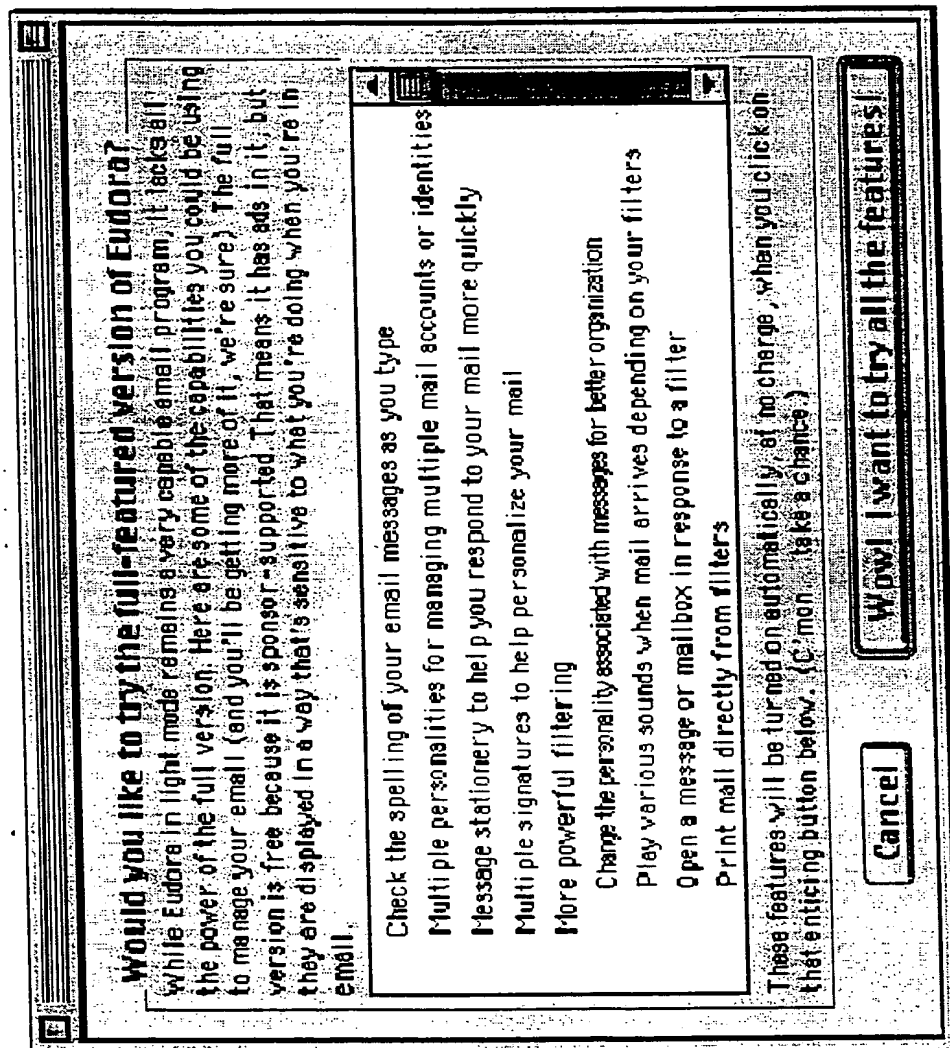 Would you like to try the full-featured version of Eudora?
While Eudora in light mode remains a very capable email program, it lacks all
the power of the full version. Here are some of the capabilities you could be using
to manage your email (and you'll be getting more of it, we're sure). The full
version is free because it is sponsor-supported. That means it has ads in it, but
they are displayed in a way that's sensitive to what you're doing when you're in
email.
Check the spelling of your email messages as you type
Multiple personalities for managing multiple mail accounts or identities
Message stationery to help you respond to your mail more quickly
Multiple signatures to help personalize your mail
More powerful filtering
Change the personality associated with messages for better organization
Play various sounds when mail arrives depending on your filters
Open a message or mailbox in response to a filter
Print mail directly from filters
These features will be turned on automatically, at no charge, when you click on
that enticing button below. (C'mon - take a chance.)
Cancel
Wow! I want to try all the features!